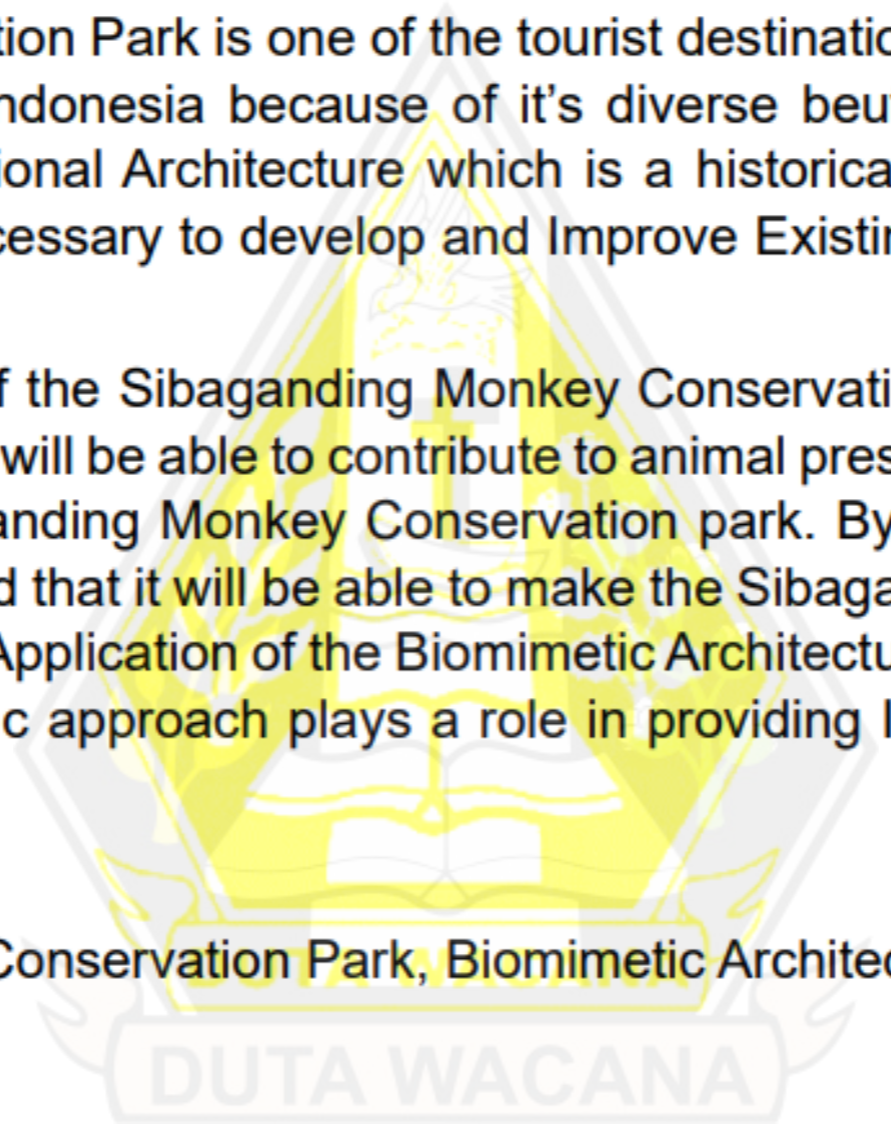 tion Park is one of the tourist destinatio
ndonesia because of it's diverse beu
ional Architecture which is a historica
cessary to develop and Improve Existin
f the Sibaganding Monkey Conservati
will be able to contribute to animal pres
anding Monkey Conservation park. By
d that it will be able to make the Sibaga
Application of the Biomimetic Architectu
c approach plays a role in providing l
Conservation Park, Biomimetic Architec
DUTA WACANA
DUTA WACANA